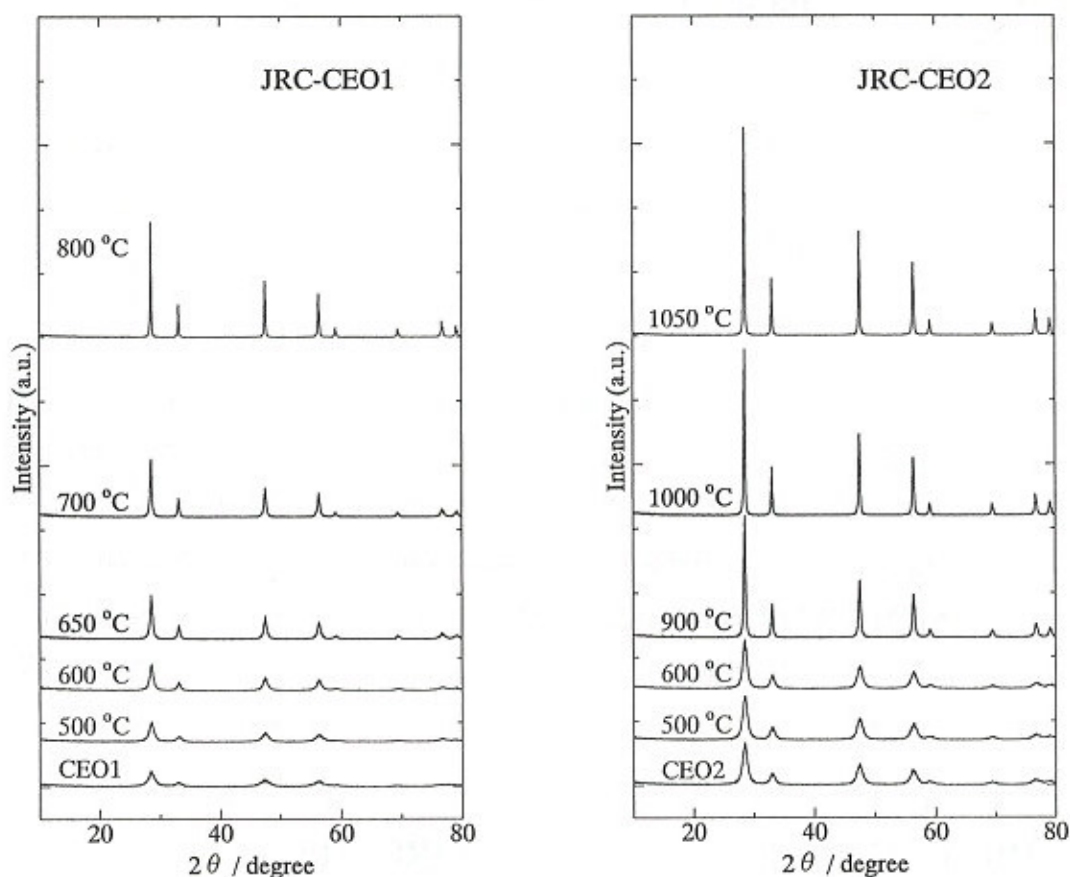 JRC-CEO1
800 °C
700 °C
650 °C
600 °C
500 °C
CEO1
Intensity (a.u.)
20
40
60
80
2 θ / degree
JRC-CEO2
1050 °C
1000 °C
900 °C
600 °C
500 °C
CEO2
Intensity (a.u.)
20
40
60
80
2 θ / degree